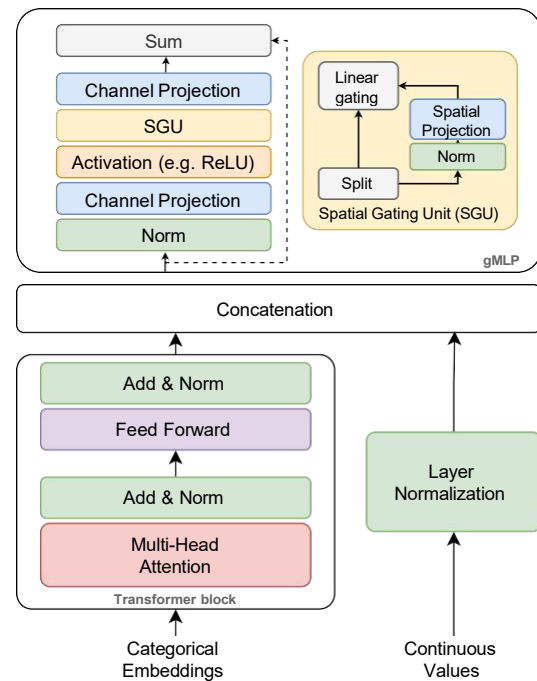 Sum
Channel Projection
SGU
Activation (e.g. ReLU)
Channel Projection
Norm
Linear
gating
Spatial
Projection
Norm
Split
Spatial Gating Unit (SGU)
gMLP
Concatenation
Add & Norm
Feed Forward
Add & Norm
Multi-Head
Attention
Transformer block
Layer
Normalization
Categorical
Embeddings
Continuous
Values